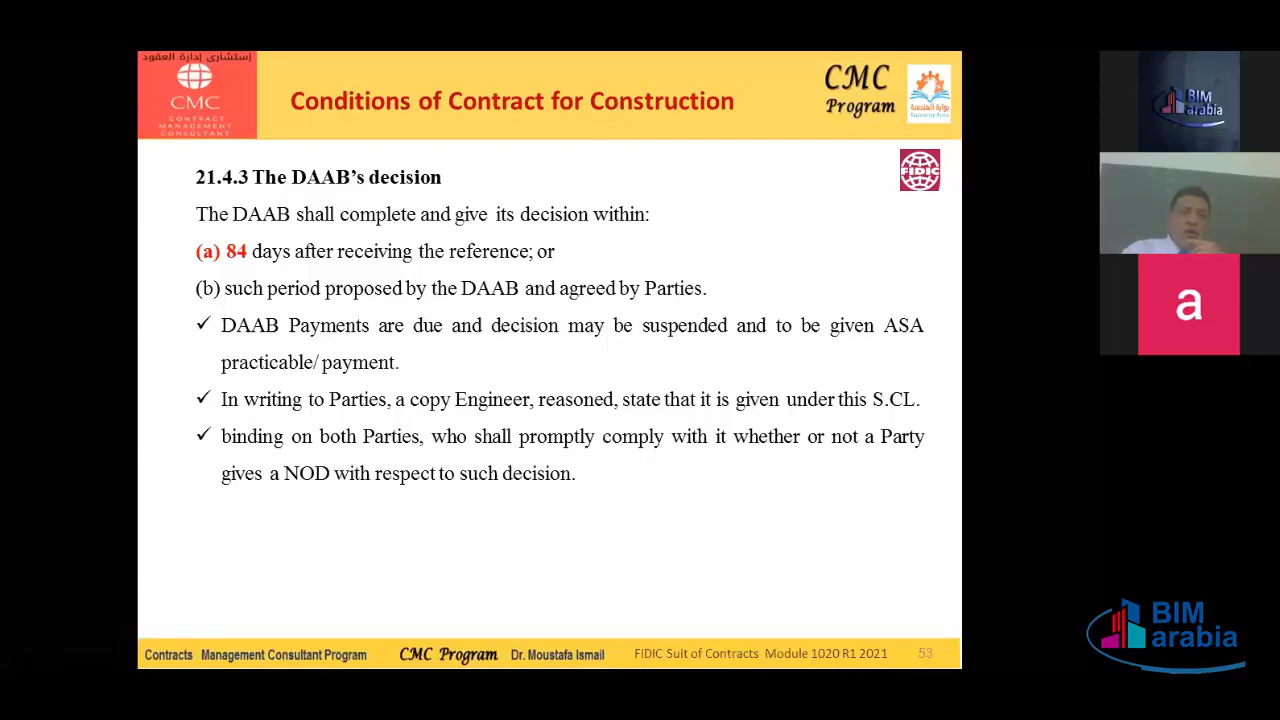 إستشاري إدارة العقود
CMC
CONTRACT
MANAGEMENT
CONSULTANT
Conditions of Contract for Construction
CMC
Program
بوابة الهندسة
21.4.3 The DAAB's decision
FIDIC
The DAAB shall complete and give its decision within:
(a) 84 days after receiving the reference; or
(b) such period proposed by the DAAB and agreed by Parties.
✓ DAAB Payments are due and decision may be suspended and to be given ASA
practicable/ payment.
✓ In writing to Parties, a copy Engineer, reasoned, state that it is given under this S.CL.
✓ binding on both Parties, who shall promptly comply with it whether or not a Party
gives a NOD with respect to such decision.
Contracts Management Consultant Program CMC Program Dr. Moustafa Ismail FIDIC Suit of Contracts Module 1020 R1 2021 53
BIM
arabia
a
BIM
arabia